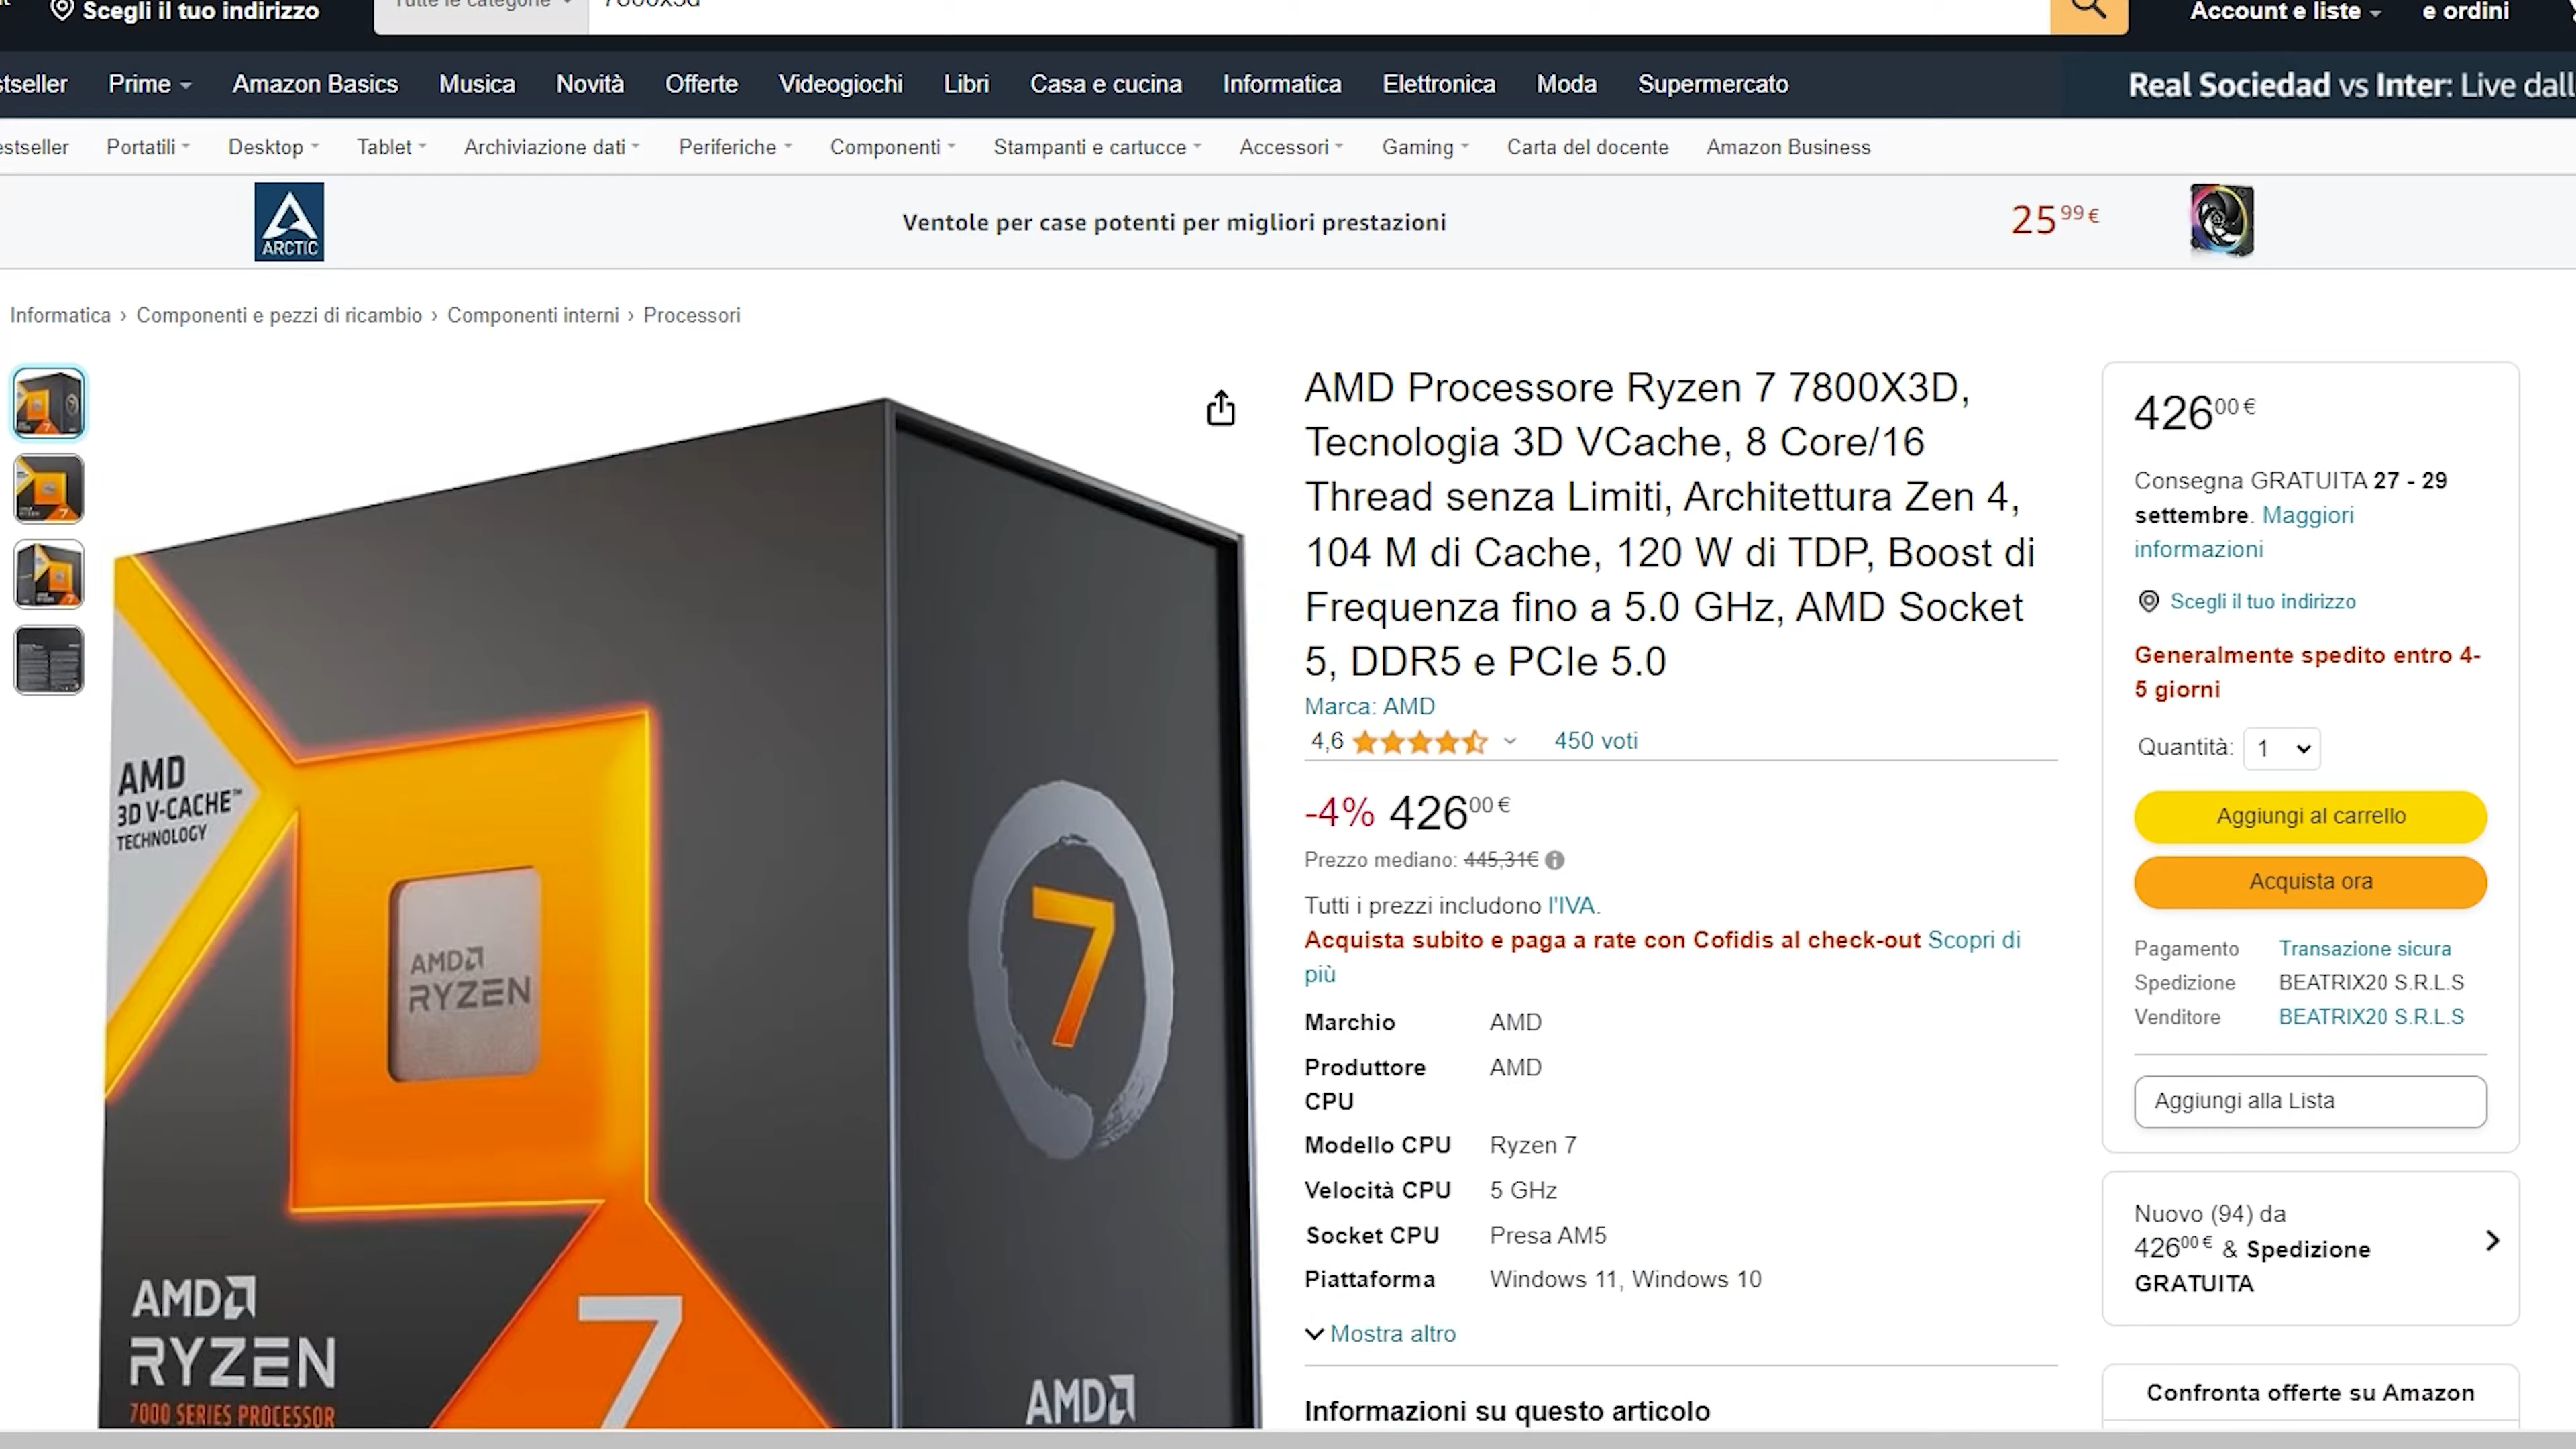 Scegli il tuo indirizzo
Tutte le categorie
7800x3d
Account e liste
e ordini
stseller Prime Amazon Basics Musica Novità Offerte Videogiochi Libri Casa e cucina Informatica Elettronica Moda Supermercato
Real Sociedad vs Inter: Live dall
estseller Portatili Desktop Tablet Archiviazione dati Periferiche Componenti Stampanti e cartucce Accessori Gaming Carta del docente Amazon Business
ARCTIC
Ventole per case potenti per migliori prestazioni
25 99 €
Informatica › Componenti e pezzi di ricambio › Componenti interni › Processori
AMD
3D V-CACHE™
TECHNOLOGY
AMD
RYZEN
7
AMD
RYZEN
7000 SERIES PROCESSOR
7
AMD
AMD Processore Ryzen 7 7800X3D,
Tecnologia 3D VCache, 8 Core/16
Thread senza Limiti, Architettura Zen 4,
104 M di Cache, 120 W di TDP, Boost di
Frequenza fino a 5.0 GHz, AMD Socket
5, DDR5 e PCIe 5.0
Marca: AMD
4,6 450 voti
-4% 426 00 €
Prezzo mediano: 445,31€
Tutti i prezzi includono l'IVA.
Acquista subito e paga a rate con Cofidis al check-out Scopri di
più
Marchio AMD
Produttore AMD
CPU
Modello CPU Ryzen 7
Velocità CPU 5 GHz
Socket CPU Presa AM5
Piattaforma Windows 11, Windows 10
Mostra altro
Informazioni su questo articolo
426 00 €
Consegna GRATUITA 27 - 29
settembre. Maggiori
informazioni
Scegli il tuo indirizzo
Generalmente spedito entro 4-
5 giorni
Quantità: 1
Aggiungi al carrello
Acquista ora
Pagamento Transazione sicura
Spedizione BEATRIX20 S.R.L.S
Venditore BEATRIX20 S.R.L.S
Aggiungi alla Lista
Nuovo (94) da
426 00 € & Spedizione
GRATUITA
Confronta offerte su Amazon